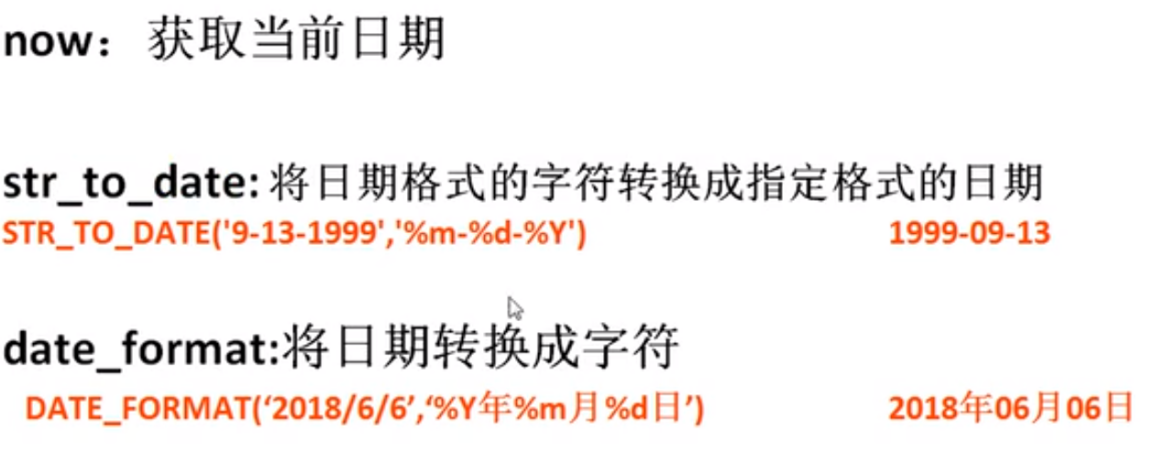 now： 获取当前日期
str_to_date: 将日期格式的字符转换成指定格式的日期
STR_TO_DATE('9-13-1999','%m-%d-%Y') 1999-09-13
date_format:将日期转换成字符
DATE_FORMAT(‘2018/6/6’,‘%Y年%m月%d日’) 2018年06月06日